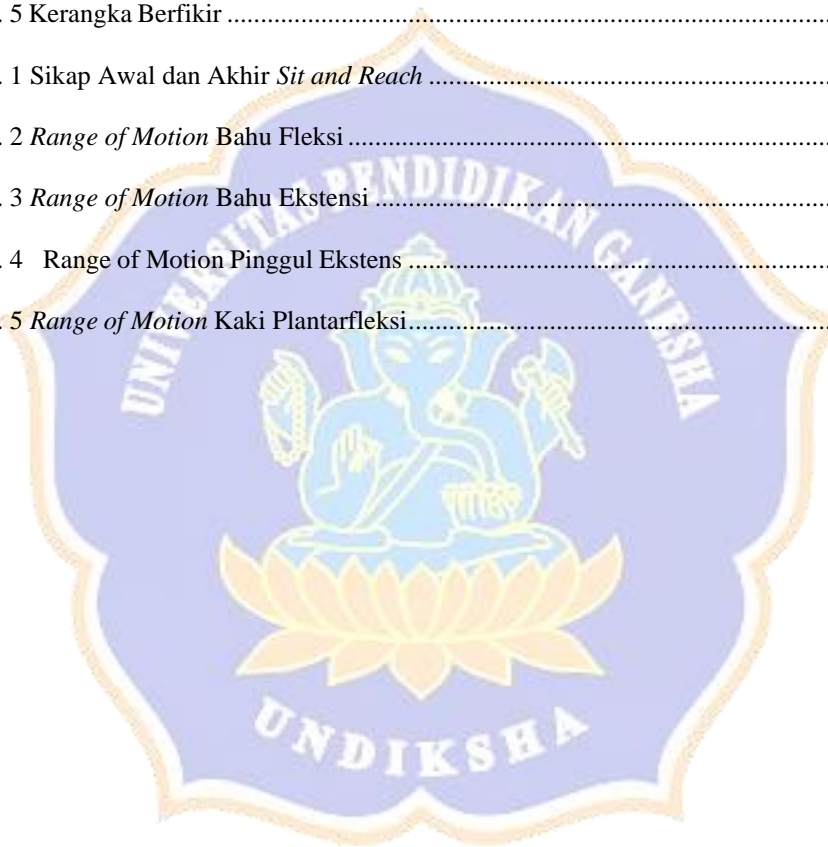 . 5 Kerangka Berfikir ...............................................................................................
. 1 Sikap Awal dan Akhir Sit and Reach ................................................................
. 2 Range of Motion Bahu Fleksi ............................................................................
. 3 Range of Motion Bahu Ekstensi ........................................................................
. 4 Range of Motion Pinggul Ekstens ...................................................................
. 5 Range of Motion Kaki Plantarfleksi...................................................................
UNIVERSITAS PENDIDIKAN GANESHA
UNDIKSHA